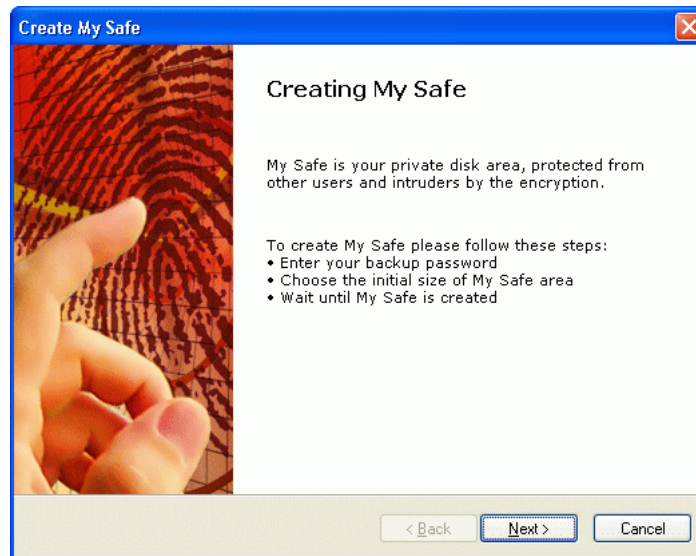 Create My Safe
Creating My Safe
My Safe is your private disk area, protected from
other users and intruders by the encryption.
To create My Safe please follow these steps:
• Enter your backup password
• Choose the initial size of My Safe area
• Wait until My Safe is created
< Back Next > Cancel